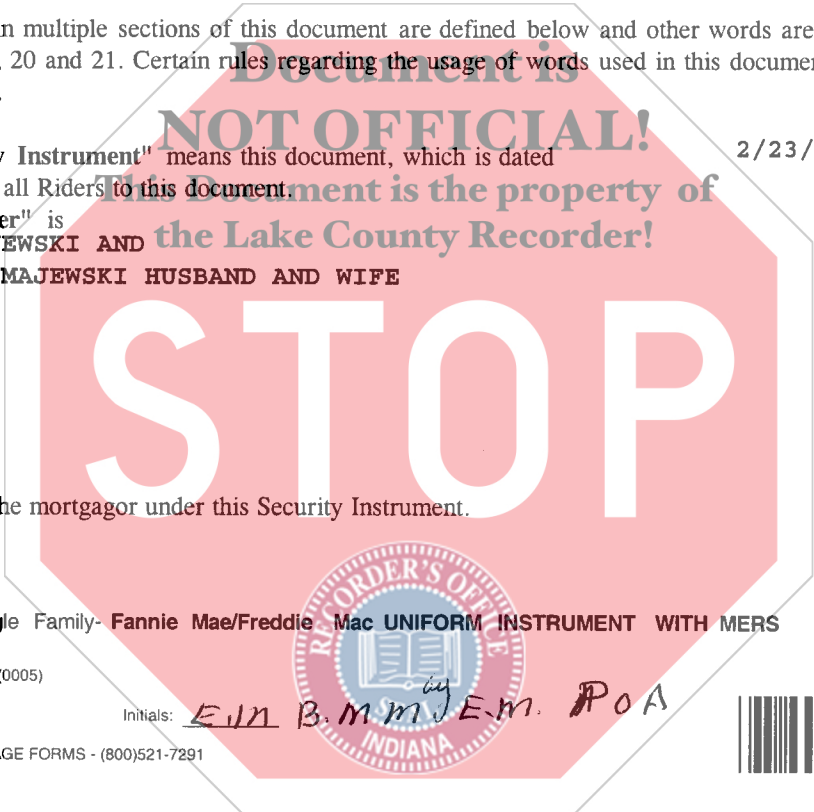 n multiple sections of this document are defined below and other words are
, 20 and 21. Certain rules regarding the usage of words used in this documen
Document is
NOT OFFICIAL!
y Instrument" means this document, which is dated 2/23/
all Riders to this document.
This Document is the property of
er" is
EWSKI AND
the Lake County Recorder!
MAJEWSKI HUSBAND AND WIFE
STOP
he mortgagor under this Security Instrument.
RECORDER'S OFFICE
gle Family- Fannie Mae/Freddie Mac UNIFORM INSTRUMENT WITH MERS
(0005)
Initials: E.M B.M M by E.M. POA
INDIANA
GE FORMS - (800)521-7291